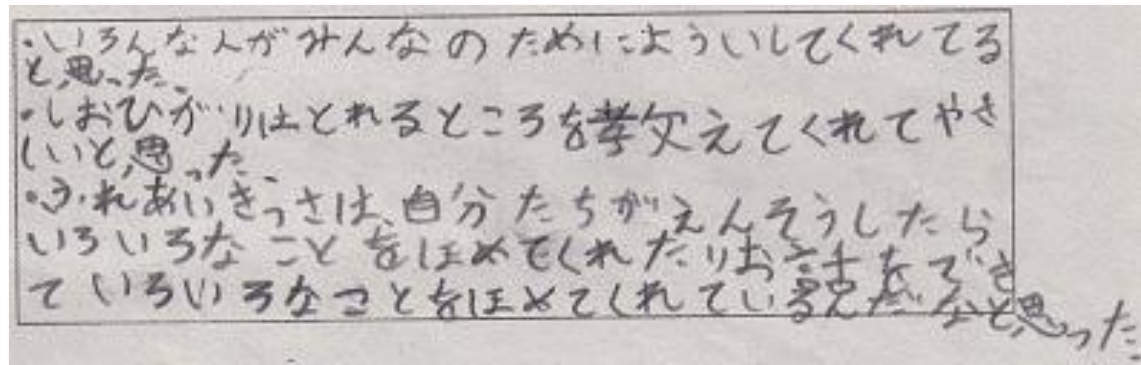 ・いろんな人がみんなのためによういしてくれてる
と思った、
・しおひがりはとれるところを教えてくれてやさ
しいと思った、
・ふれあいきっさは、自分たちがえんそうしたら
いろいろなことをほめてくれたりお話をでき
ていろいろなことをほめてくれているんだなと思った、